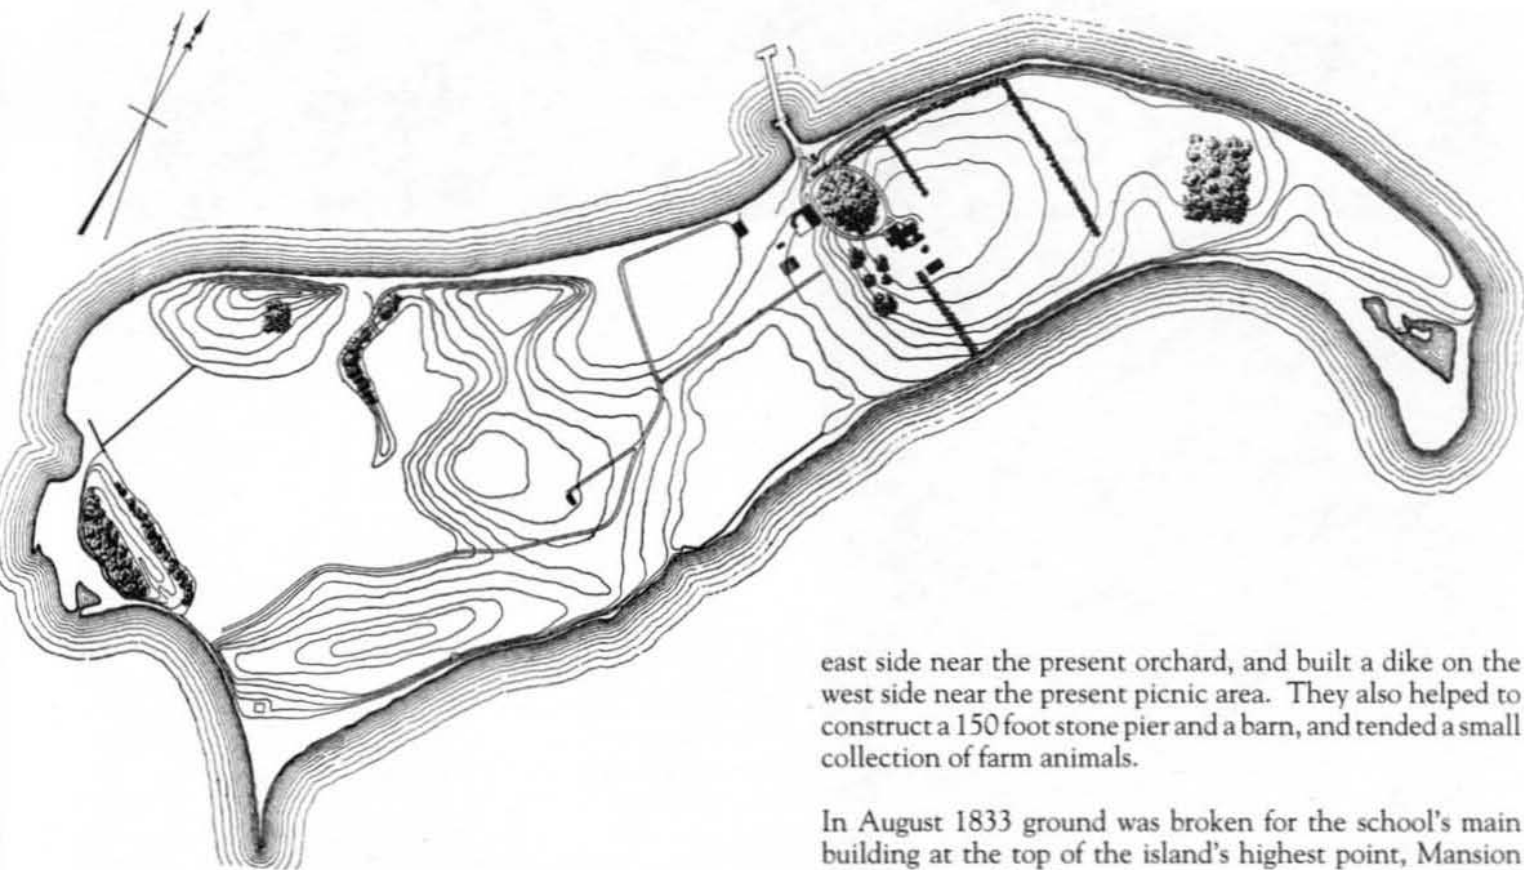 east side near the present orchard, and built a dike on the
west side near the present picnic area. They also helped to
construct a 150 foot stone pier and a barn, and tended a small
collection of farm animals.
In August 1833 ground was broken for the school's main
building at the top of the island's highest point, Mansion